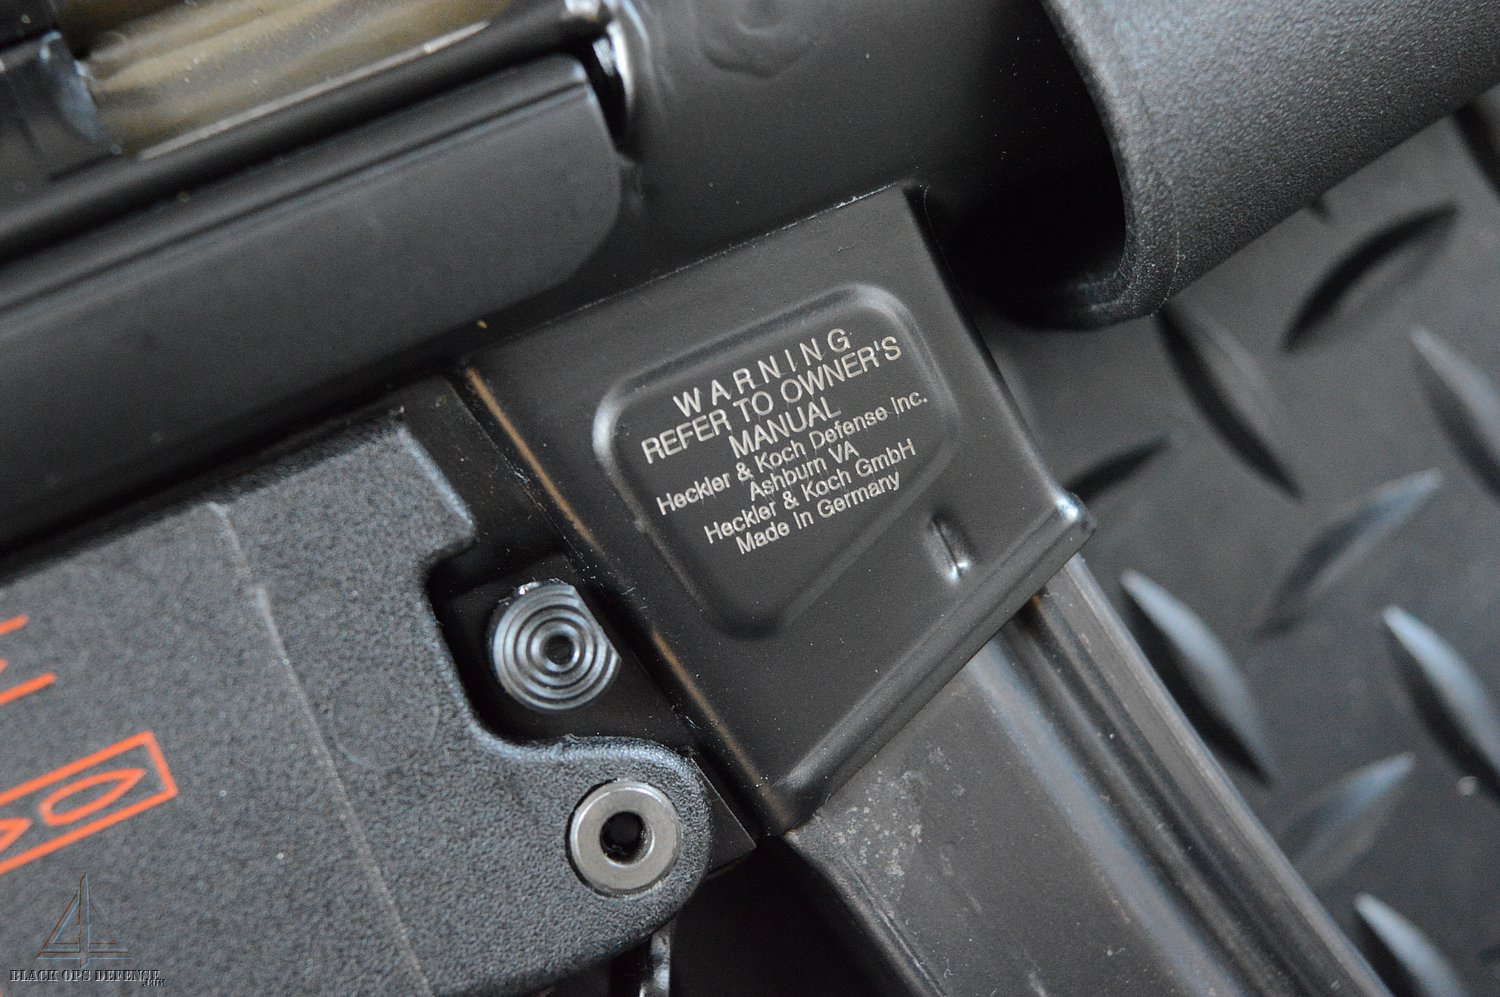 WARNING
REFER TO OWNER'S
MANUAL
Heckler & Koch Defense Inc.
Ashburn VA
Heckler & Koch GmbH
Made In Germany
BLACK OPS DEFENSE
.COM